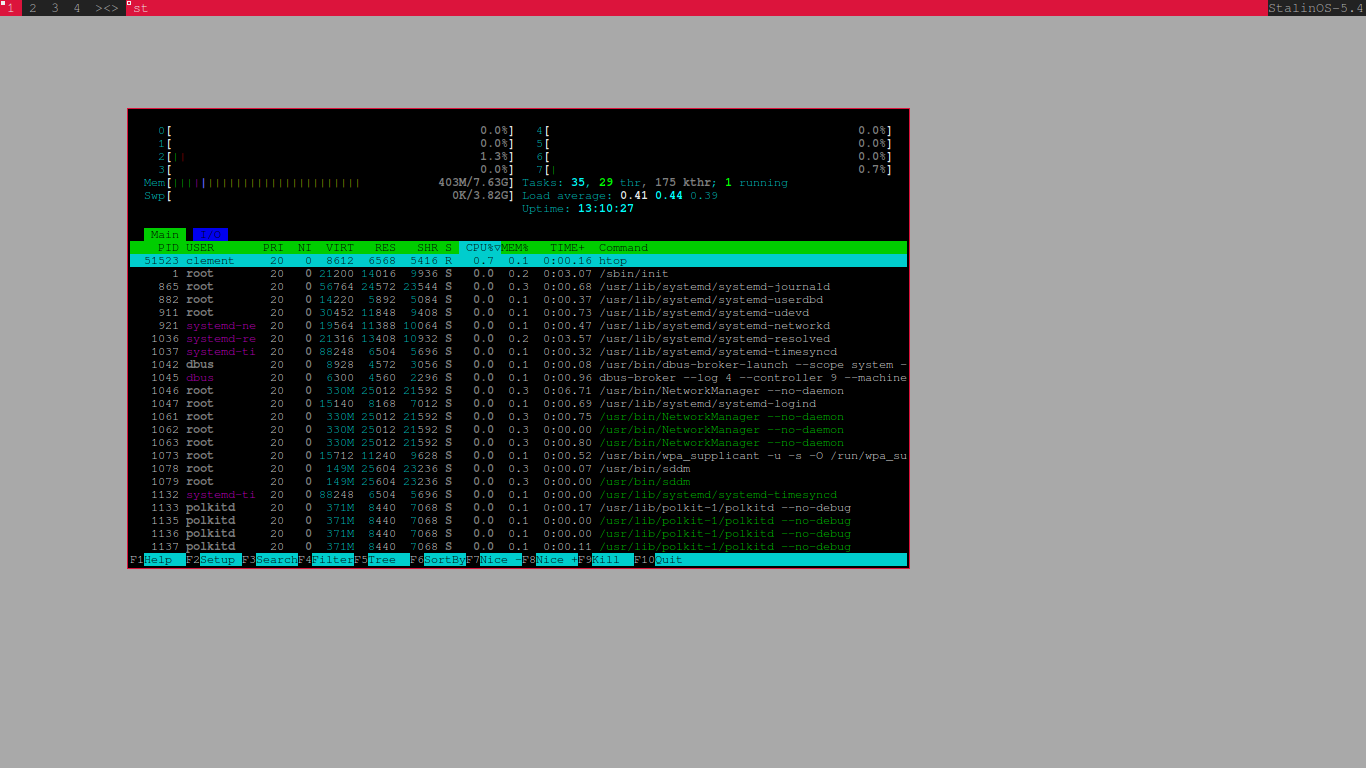 1 2 3 4 ><> st StalinOS-5.4
0[ 0.0%] 4[ 0.0%]
1[ 0.0%] 5[ 0.0%]
2[|| 1.3%] 6[ 0.0%]
3[ 0.0%] 7[| 0.7%]
Mem[||||||||||||||||||||||||||| 403M/7.63G] Tasks: 35, 29 thr, 175 kthr; 1 running
Swp[ 0K/3.82G] Load average: 0.41 0.44 0.39
Uptime: 13:10:27
Main
PID USER PRI NI VIRT RES SHR S CPU%▽MEM% TIME+ Command
51523 clement 20 0 8612 6568 5416 R 0.7 0.1 0:00.16 htop
1 root 20 0 21200 14016 9936 S 0.0 0.2 0:03.07 /sbin/init
865 root 20 0 56764 24572 23544 S 0.0 0.3 0:00.68 /usr/lib/systemd/systemd-journald
882 root 20 0 14220 5892 5084 S 0.0 0.1 0:00.37 /usr/lib/systemd/systemd-userdbd
911 root 20 0 30452 11848 9408 S 0.0 0.1 0:00.73 /usr/lib/systemd/systemd-udevd
921 systemd-ne 20 0 19564 11388 10064 S 0.0 0.1 0:00.47 /usr/lib/systemd/systemd-networkd
1036 systemd-re 20 0 21316 13408 10932 S 0.0 0.2 0:03.57 /usr/lib/systemd/systemd-resolved
1037 systemd-ti 20 0 88248 6504 5696 S 0.0 0.1 0:00.32 /usr/lib/systemd/systemd-timesyncd
1042 dbus 20 0 8928 4572 3056 S 0.0 0.1 0:00.08 /usr/bin/dbus-broker-launch --scope system -
1045 dbus 20 0 6300 4560 2296 S 0.0 0.1 0:00.96 dbus-broker --log 4 --controller 9 --machine
1046 root 20 0 330M 25012 21592 S 0.0 0.3 0:06.71 /usr/bin/NetworkManager --no-daemon
1047 root 20 0 15140 8168 7012 S 0.0 0.1 0:00.69 /usr/lib/systemd/systemd-logind
1061 root 20 0 330M 25012 21592 S 0.0 0.3 0:00.75 /usr/bin/NetworkManager --no-daemon
1062 root 20 0 330M 25012 21592 S 0.0 0.3 0:00.00 /usr/bin/NetworkManager --no-daemon
1063 root 20 0 330M 25012 21592 S 0.0 0.3 0:00.80 /usr/bin/NetworkManager --no-daemon
1073 root 20 0 15712 11240 9628 S 0.0 0.1 0:00.52 /usr/bin/wpa_supplicant -u -s -O /run/wpa_su
1078 root 20 0 149M 25604 23236 S 0.0 0.3 0:00.07 /usr/bin/sddm
1079 root 20 0 149M 25604 23236 S 0.0 0.3 0:00.00 /usr/bin/sddm
1132 systemd-ti 20 0 88248 6504 5696 S 0.0 0.1 0:00.00 /usr/lib/systemd/systemd-timesyncd
1133 polkitd 20 0 371M 8440 7068 S 0.0 0.1 0:00.17 /usr/lib/polkit-1/polkitd --no-debug
1135 polkitd 20 0 371M 8440 7068 S 0.0 0.1 0:00.00 /usr/lib/polkit-1/polkitd --no-debug
1136 polkitd 20 0 371M 8440 7068 S 0.0 0.1 0:00.00 /usr/lib/polkit-1/polkitd --no-debug
1137 polkitd 20 0 371M 8440 7068 S 0.0 0.1 0:00.11 /usr/lib/polkit-1/polkitd --no-debug
F1Help F2Setup F3SearchF4FilterF5Tree F6SortByF7Nice -F8Nice +F9Kill F10Quit